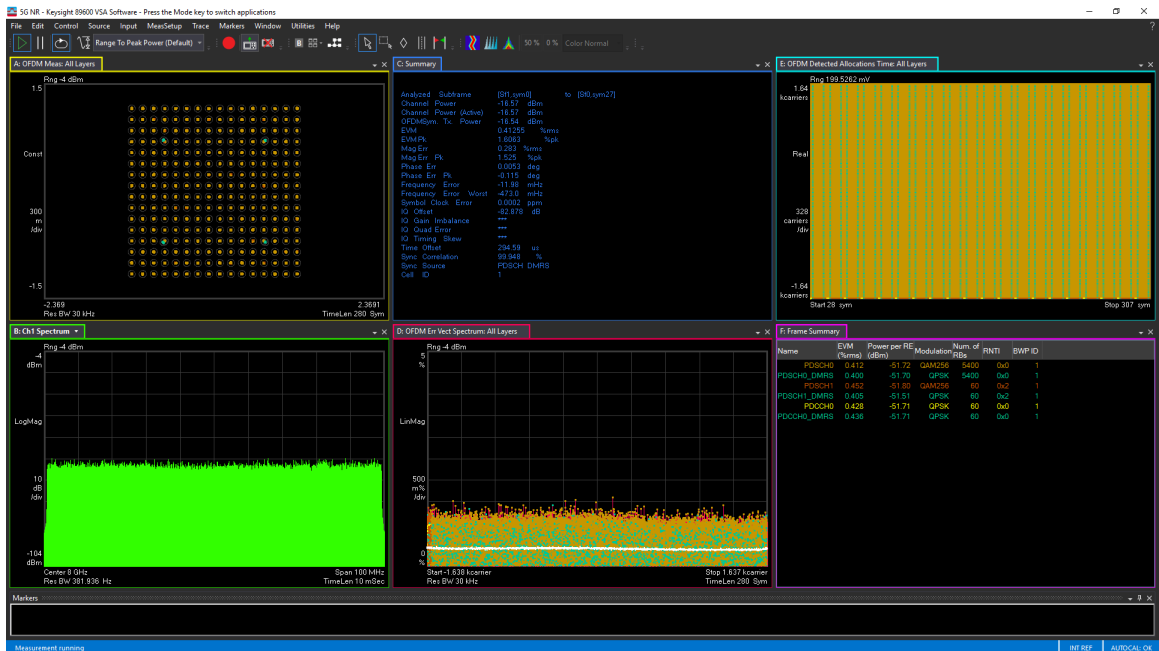 5G NR - Keysight 89600 VSA Software - Press the Mode key to switch applications
File Edit Control Source Input MeasSetup Trace Markers Window Utilities Help
Range To Peak Power (Default) 50 % 0 % Color Normal
A: OFDM Meas: All Layers
Rng -4 dBm
1.5
Const
300
m
/div
-1.5
-2.369 2.3691
Res BW 30 kHz TimeLen 280 Sym
C: Summary
Analyzed Subframe [Sf1,sym0] to [Sf0,sym27]
Channel Power -16.57 dBm
Channel Power (Active) -16.57 dBm
OFDMSym. Tx. Power -16.54 dBm
EVM 0.41255 %rms
EVM Pk 1.6063 %pk
Mag Err 0.283 %rms
Mag Err Pk 1.525 %pk
Phase Err 0.0053 deg
Phase Err Pk -0.115 deg
Frequency Error -11.98 mHz
Frequency Error Worst -473.0 mHz
Symbol Clock Error 0.0002 ppm
IQ Offset -82.878 dB
IQ Gain Imbalance ***
IQ Quad Error ***
IQ Timing Skew ***
Time Offset 294.59 us
Sync Correlation 99.948 %
Sync Source PDSCH DMRS
Cell ID 1
E: OFDM Detected Allocations Time: All Layers
Rng 199.5262 mV
1.64
kcarriers
Real
328
carriers
/div
-1.64
kcarriers
Start 28 sym Stop 307 sym
B: Ch1 Spectrum
Rng -4 dBm
-4
dBm
LogMag
10
dB
/div
-104
dBm
Center 8 GHz Span 100 MHz
Res BW 381.936 Hz TimeLen 10 mSec
D: OFDM Err Vect Spectrum: All Layers
Rng -4 dBm
5
%
LinMag
500
m%
/div
0
%
Start -1.638 kcarrier Stop 1.637 kcarrier
Res BW 30 kHz TimeLen 280 Sym
F: Frame Summary
Name EVM (%rms) Power per RE (dBm) Modulation Num. of RBs RNTI BWP ID
PDSCH0 0.412 -51.72 QAM256 5400 0x0 1
PDSCH0_DMRS 0.400 -51.70 QPSK 5400 0x0 1
PDSCH1 0.452 -51.80 QAM256 60 0x2 1
PDSCH1_DMRS 0.405 -51.51 QPSK 60 0x2 1
PDCCH0 0.428 -51.71 QPSK 60 0x0 1
PDCCH0_DMRS 0.436 -51.71 QPSK 60 0x0 1
Markers
Measurement running INT REF AUTOCAL: OK